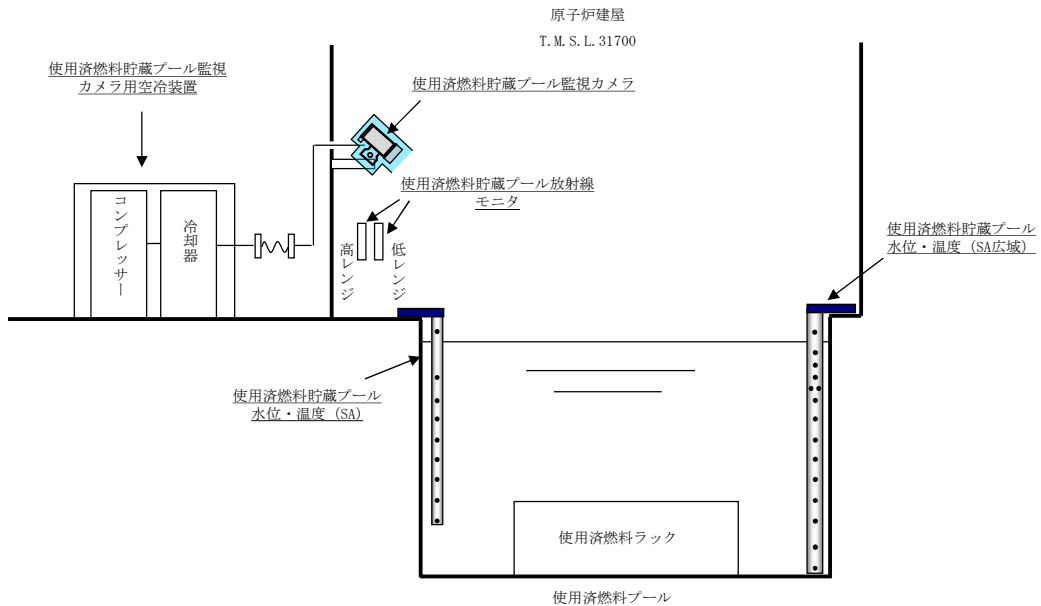 原子炉建屋
T.M.S.L.31700
使用済燃料貯蔵プール監視
カメラ用空冷装置
使用済燃料貯蔵プール監視カメラ
使用済燃料貯蔵プール放射線
モニタ
コンプレッサー
冷却器
高レンジ
低レンジ
使用済燃料貯蔵プール
水位・温度（SA広域）
使用済燃料貯蔵プール
水位・温度（SA）
使用済燃料ラック
使用済燃料プール